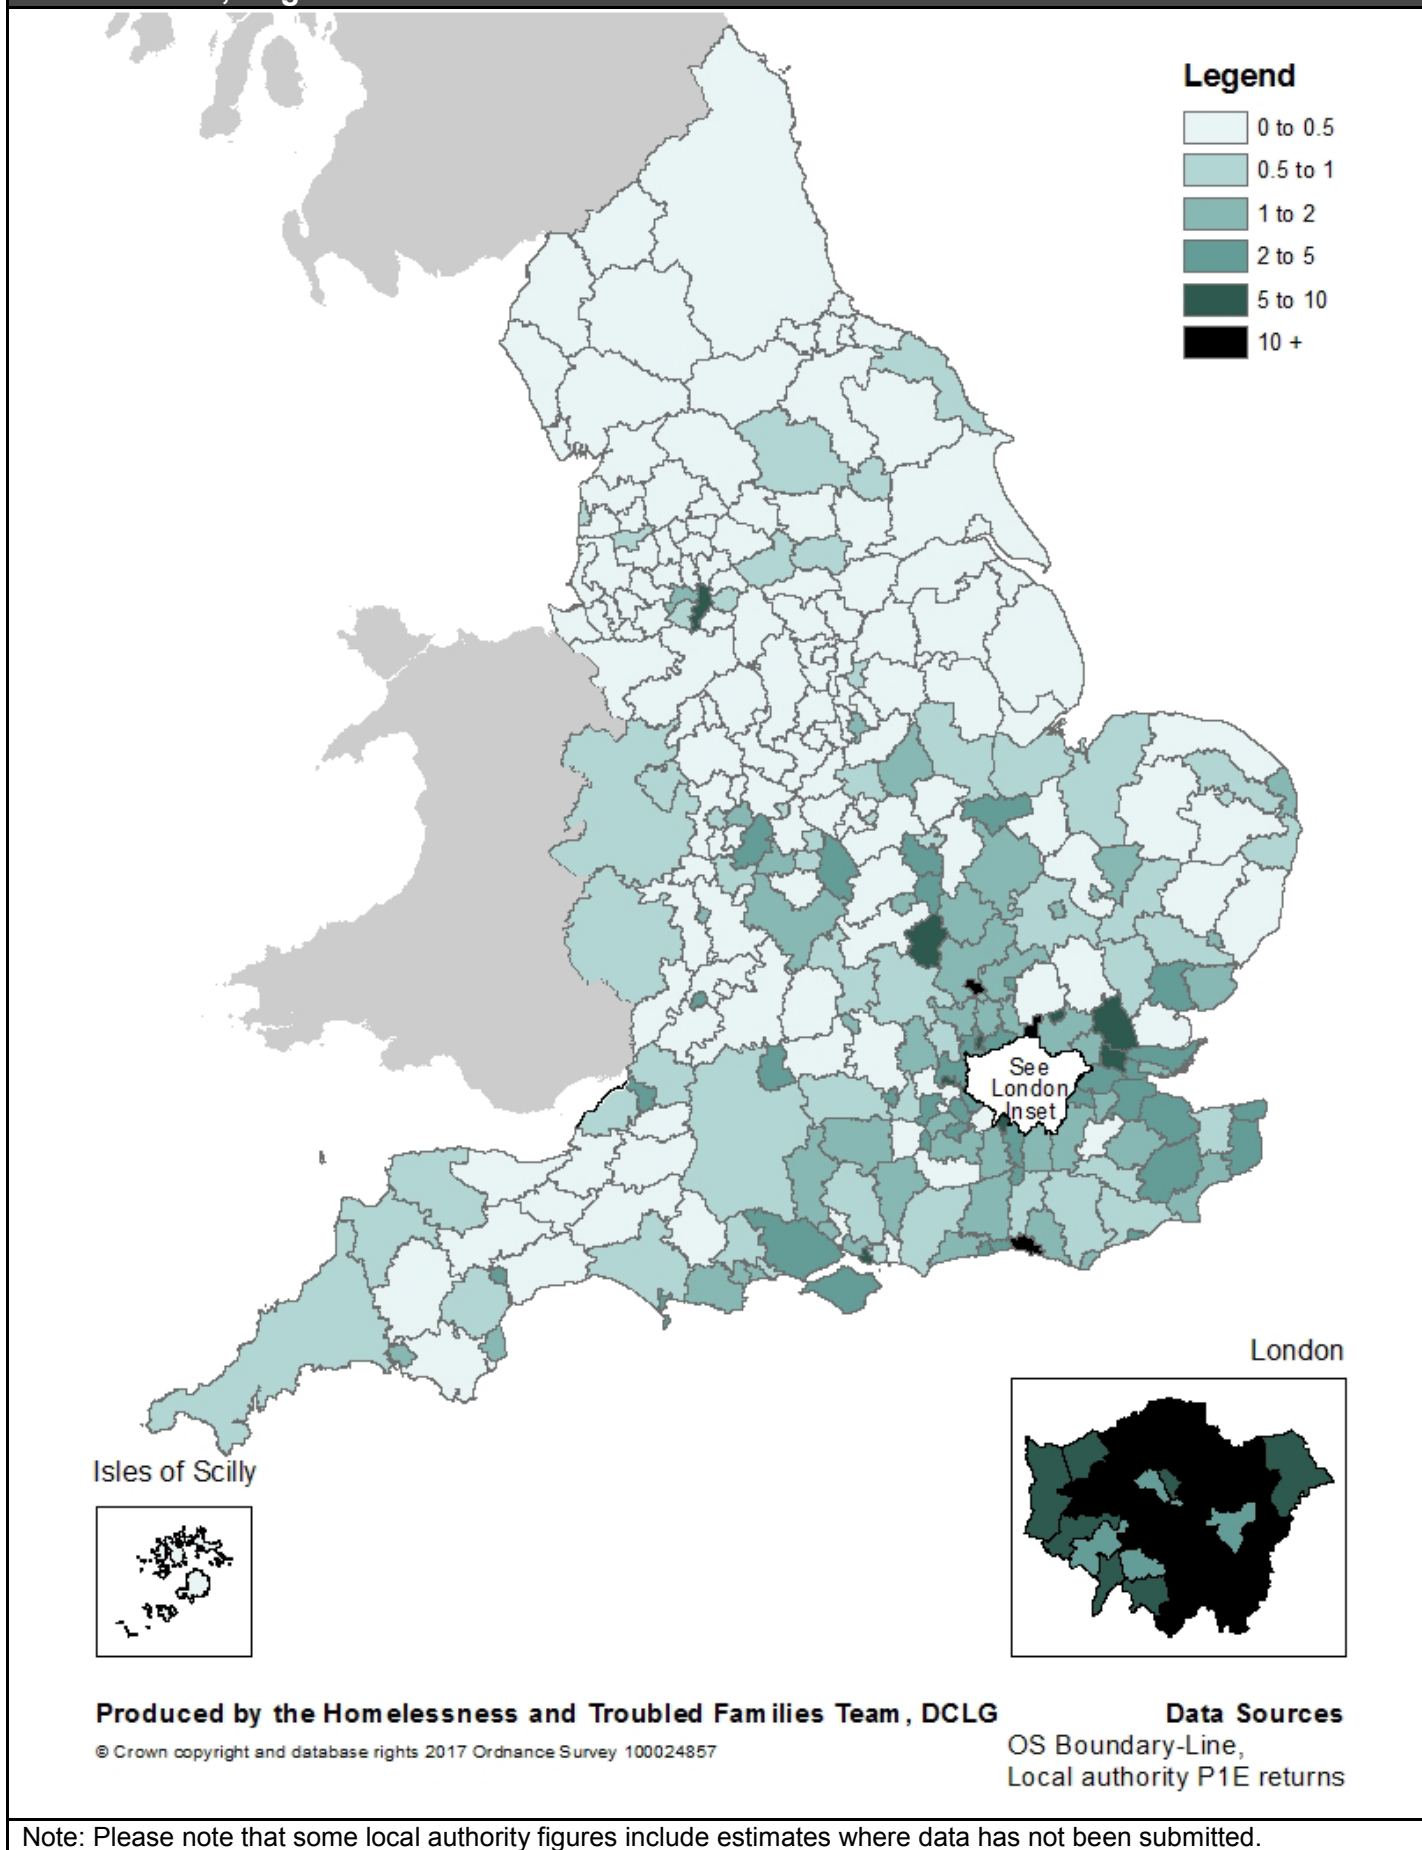 Legend
0 to 0.5
0.5 to 1
1 to 2
2 to 5
5 to 10
10 +
See
London
Inset
London
Isles of Scilly
Produced by the Homelessness and Troubled Families Team, DCLG
© Crown copyright and database rights 2017 Ordnance Survey 100024857
Data Sources
OS Boundary-Line,
Local authority P1E returns
Note: Please note that some local authority figures include estimates where data has not been submitted.